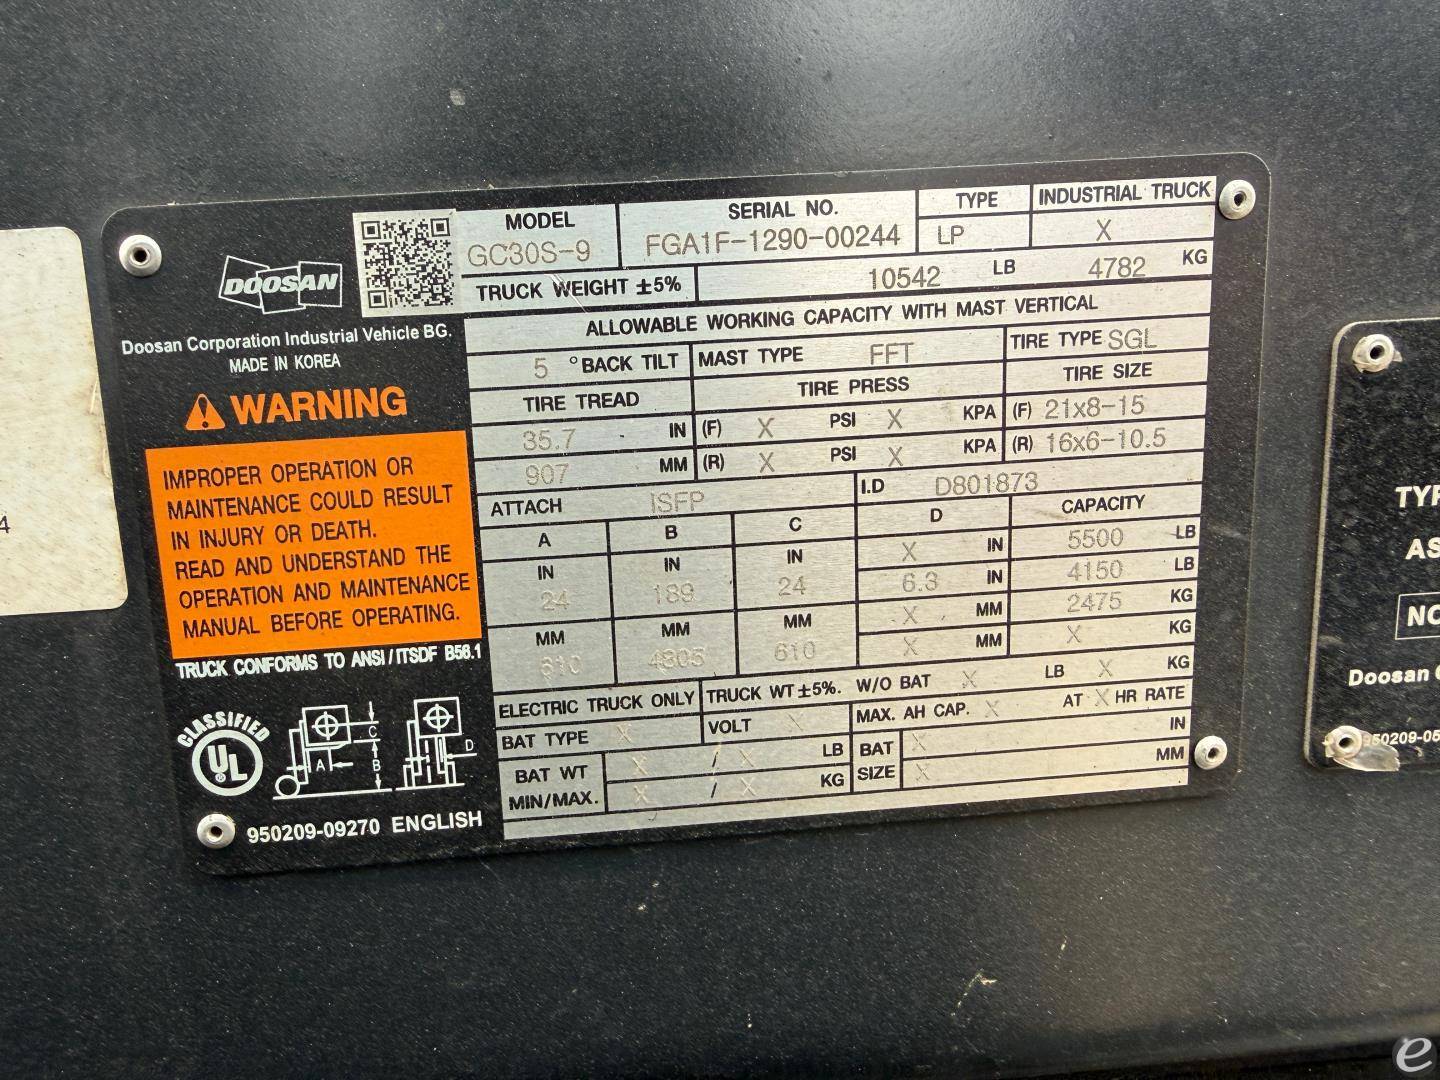 MODEL
GC30S-9
SERIAL NO.
FGA1F-1290-00244
TYPE
LP
INDUSTRIAL TRUCK
X
DOOSAN
Doosan Corporation Industrial Vehicle BG.
MADE IN KOREA
TRUCK WEIGHT ±5% 10542 LB 4782 KG
ALLOWABLE WORKING CAPACITY WITH MAST VERTICAL
5 °BACK TILT MAST TYPE FFT TIRE TYPE SGL
TIRE TREAD TIRE PRESS TIRE SIZE
35.7 IN (F) X PSI X KPA (F) 21x8-15
907 MM (R) X PSI X KPA (R) 16x6-10.5
ATTACH ISFP I.D D801873
A B C D CAPACITY
IN IN IN X IN 5500 LB
24 189 24 6.3 IN 4150 LB
MM MM MM X MM 2475 KG
610 4805 610 X MM X KG
ELECTRIC TRUCK ONLY TRUCK WT ±5%. W/O BAT X LB X KG
BAT TYPE X VOLT X MAX. AH CAP. X AT X HR RATE
BAT WT MIN/MAX. X / X LB BAT SIZE X IN
X / X KG X MM
WARNING
IMPROPER OPERATION OR
MAINTENANCE COULD RESULT
IN INJURY OR DEATH.
READ AND UNDERSTAND THE
OPERATION AND MAINTENANCE
MANUAL BEFORE OPERATING.
TRUCK CONFORMS TO ANSI/ITSDF B56.1
CLASSIFIED
UL
®
A B C D
950209-09270 ENGLISH
4
TYP
AS
NO
Doosan
950209-05
e